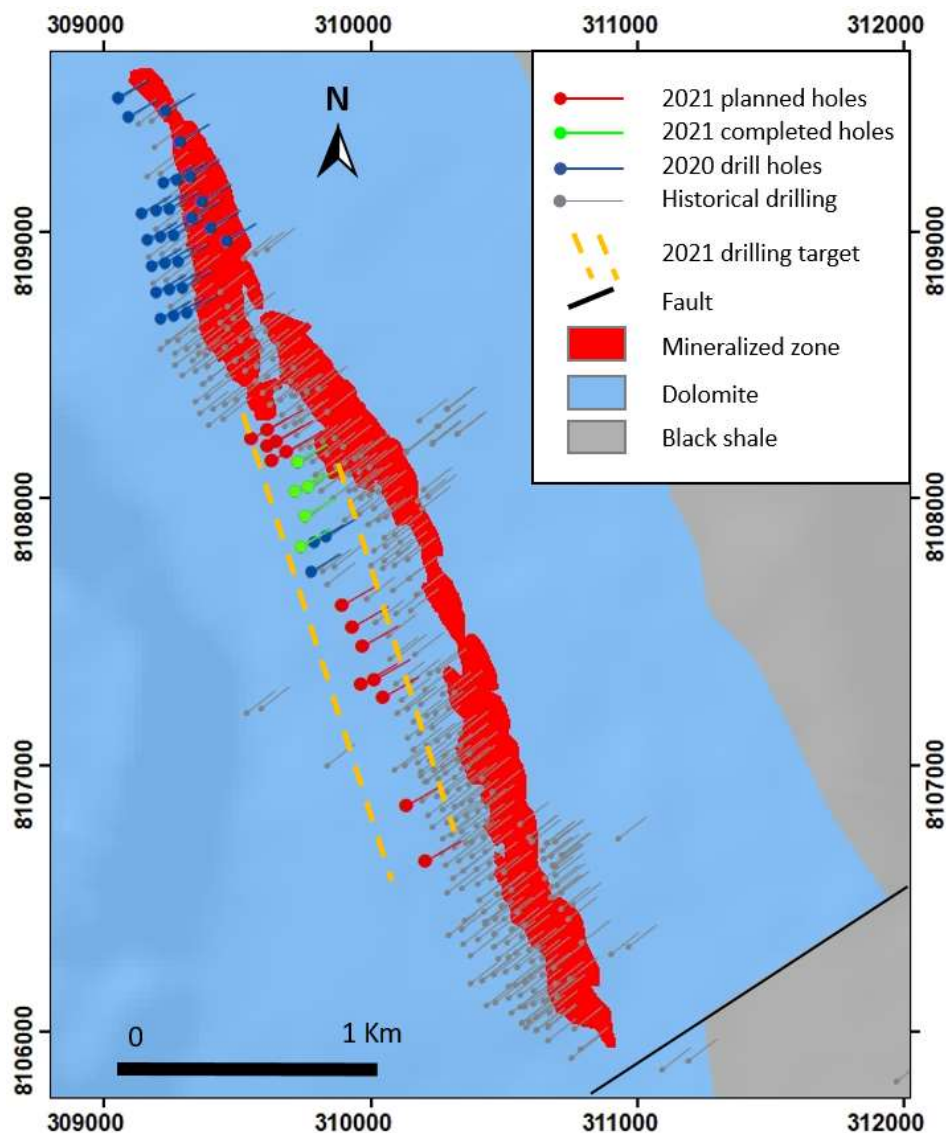 309000 310000 311000 312000
N
2021 planned holes
2021 completed holes
2020 drill holes
Historical drilling
2021 drilling target
Fault
Mineralized zone
Dolomite
Black shale
8109000 8109000
8108000 8108000
8107000 8107000
8106000 8106000
0 1 Km
309000 310000 311000 312000